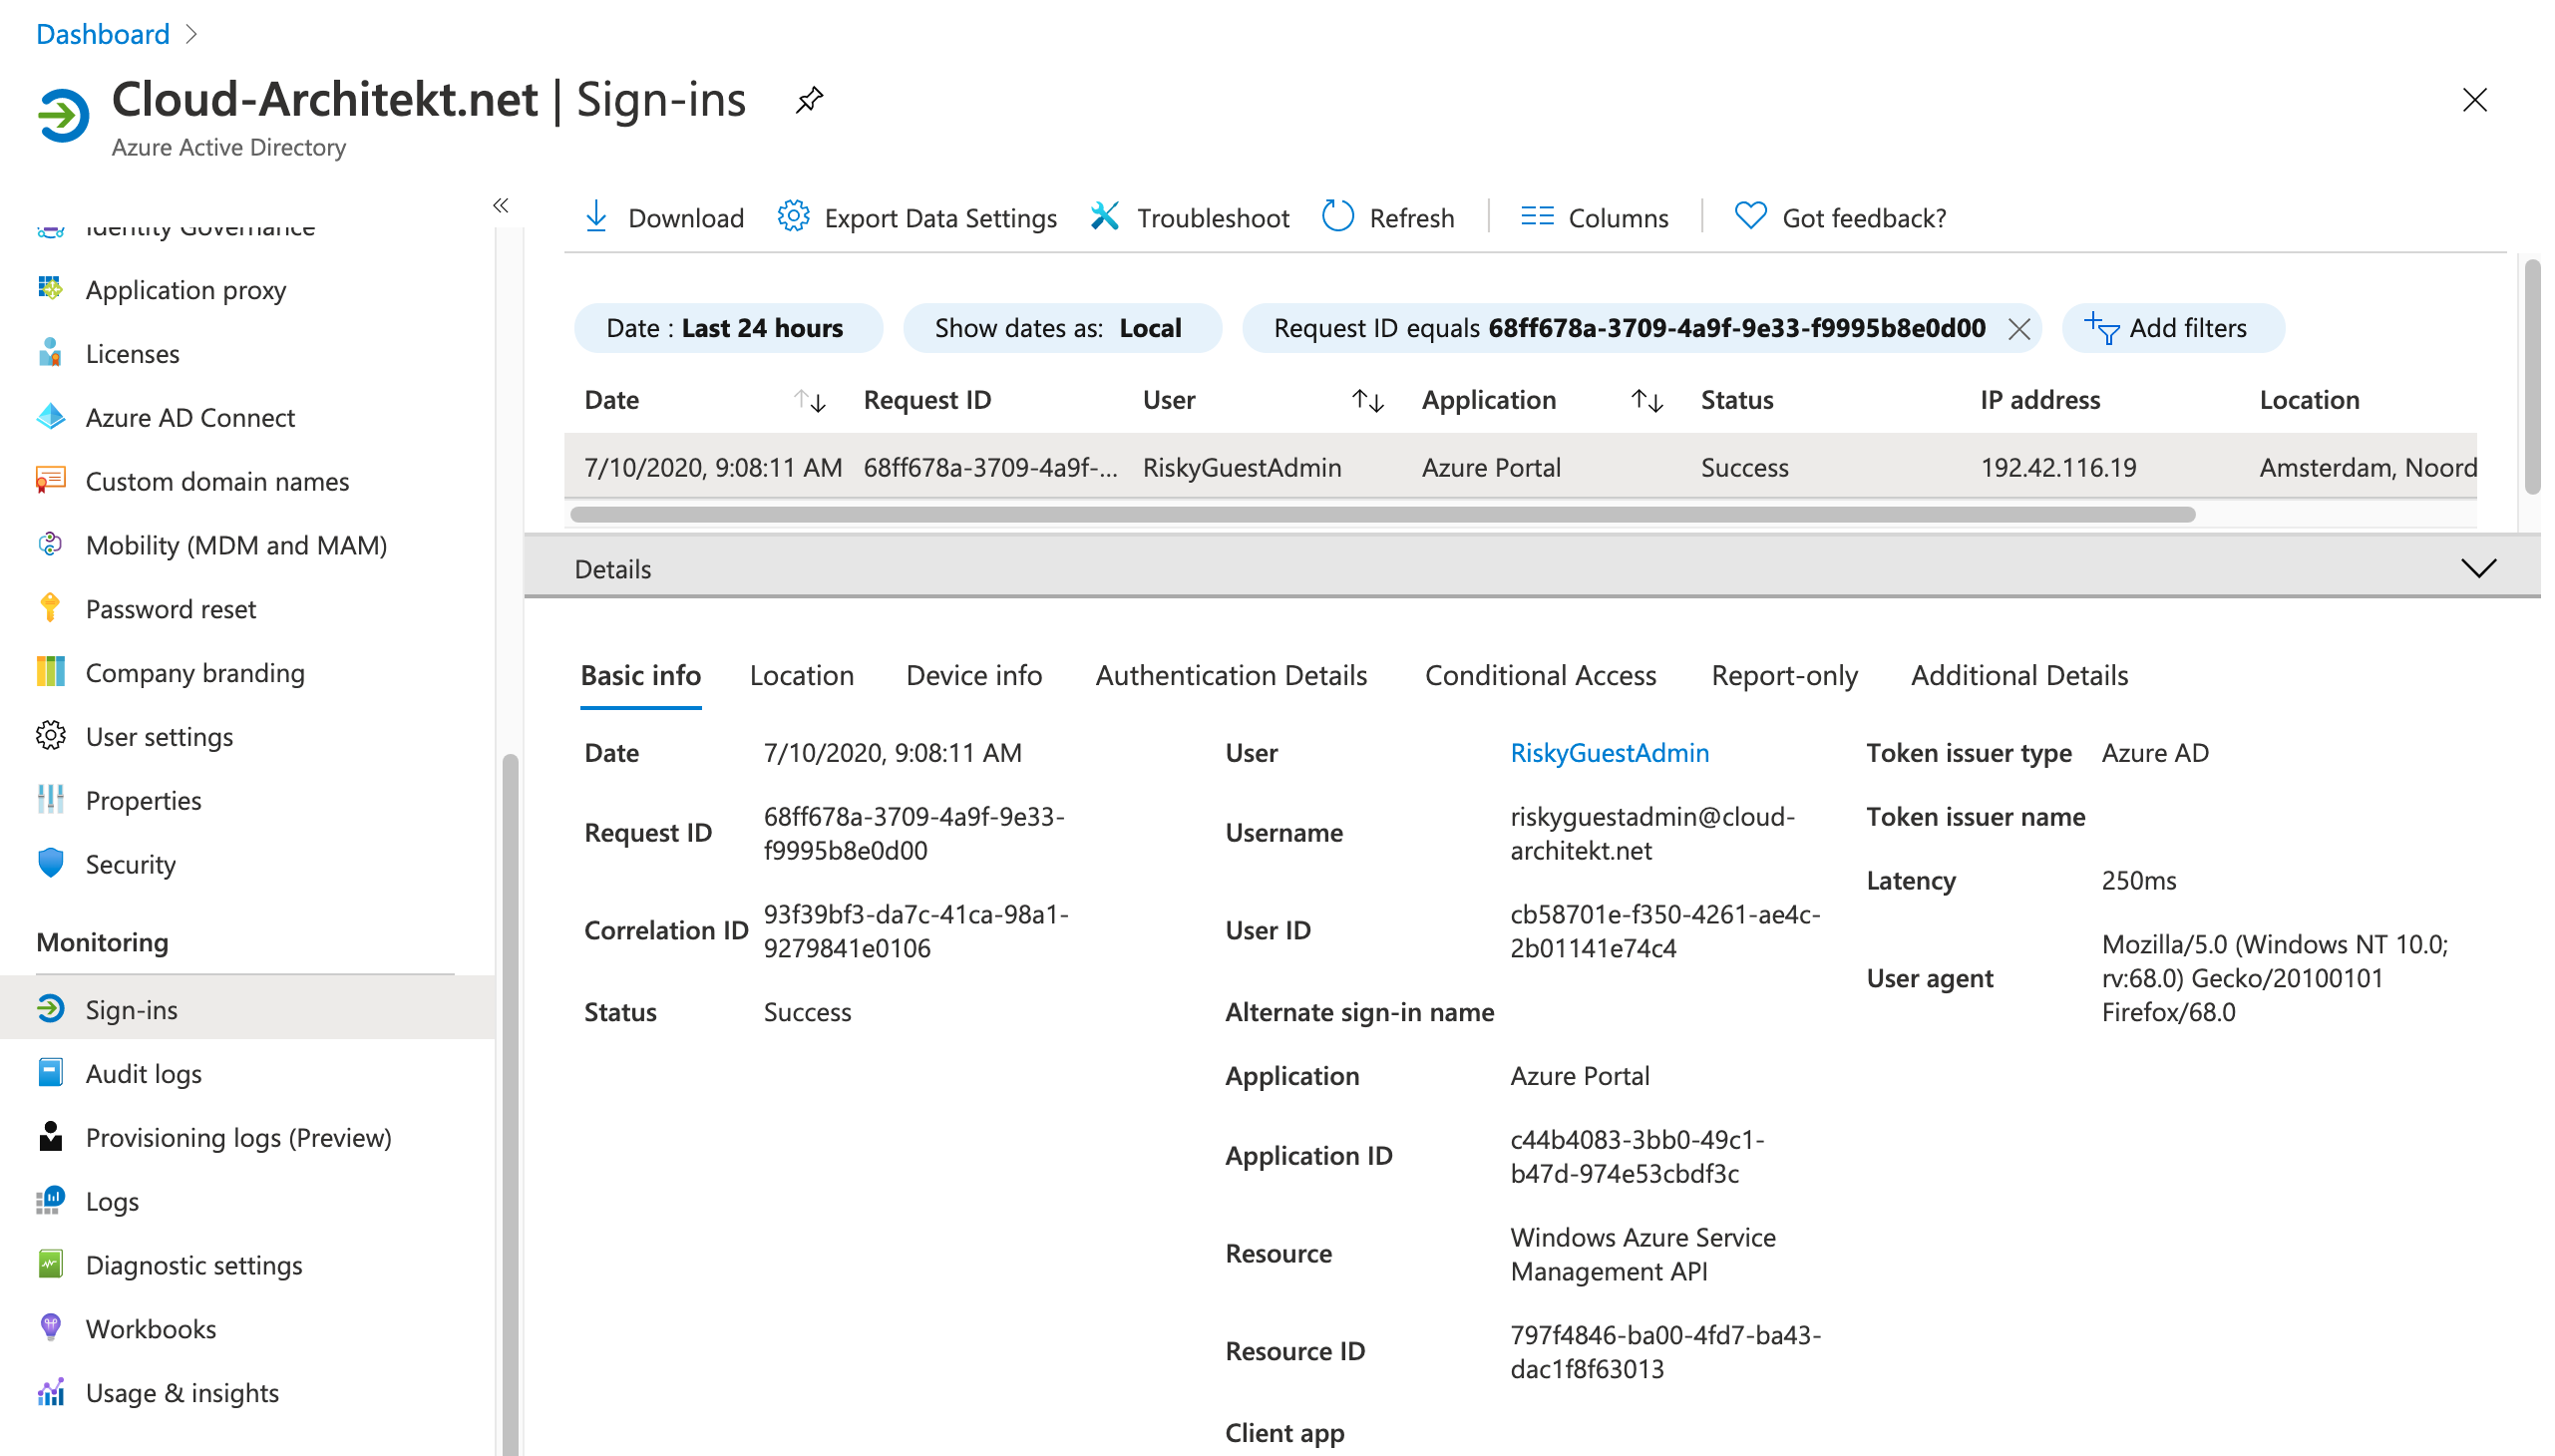 Dashboard
Cloud-Architekt.net | Sign-ins
Azure Active Directory
Identity Governance
Application proxy
Licenses
Azure AD Connect
Custom domain names
Mobility (MDM and MAM)
Password reset
Company branding
User settings
Properties
Security
Monitoring
Sign-ins
Audit logs
Provisioning logs (Preview)
Logs
Diagnostic settings
Workbooks
Usage & insights
Download Export Data Settings Troubleshoot Refresh Columns Got feedback?
Date : Last 24 hours Show dates as: Local Request ID equals 68ff678a-3709-4a9f-9e33-f9995b8e0d00 Add filters
Date Request ID User Application Status IP address Location
7/10/2020, 9:08:11 AM 68ff678a-3709-4a9f-... RiskyGuestAdmin Azure Portal Success 192.42.116.19 Amsterdam, Noord
Details
Basic info Location Device info Authentication Details Conditional Access Report-only Additional Details
Date 7/10/2020, 9:08:11 AM
Request ID 68ff678a-3709-4a9f-9e33-
f9995b8e0d00
Correlation ID 93f39bf3-da7c-41ca-98a1-
9279841e0106
Status Success
User RiskyGuestAdmin
Username riskyguestadmin@cloud-
architekt.net
User ID cb58701e-f350-4261-ae4c-
2b01141e74c4
Alternate sign-in name
Application Azure Portal
Application ID c44b4083-3bb0-49c1-
b47d-974e53cbdf3c
Resource Windows Azure Service
Management API
Resource ID 797f4846-ba00-4fd7-ba43-
dac1f8f63013
Client app
Token issuer type Azure AD
Token issuer name
Latency 250ms
User agent Mozilla/5.0 (Windows NT 10.0;
rv:68.0) Gecko/20100101
Firefox/68.0